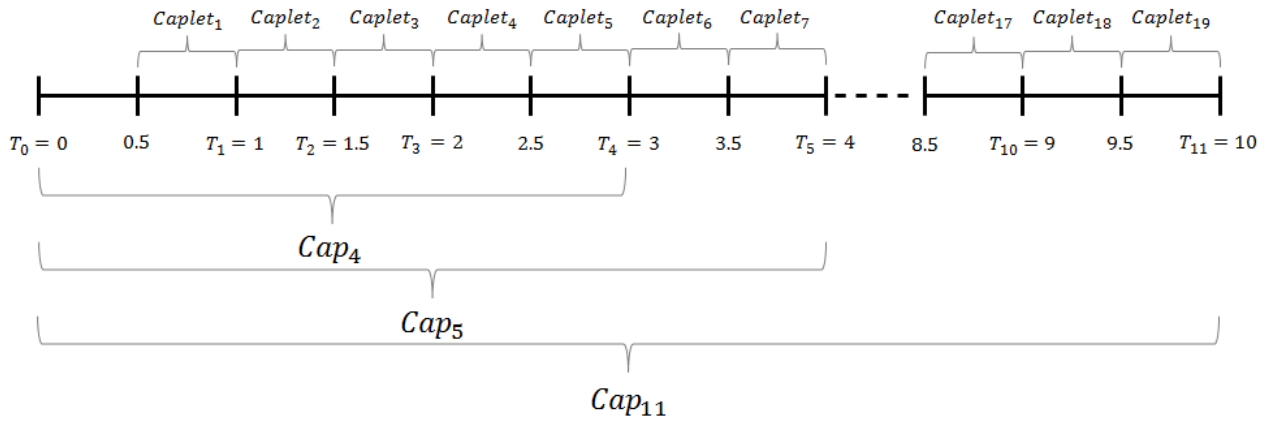 Caplet₁ Caplet₂ Caplet₃ Caplet₄ Caplet₅ Caplet₆ Caplet₇ Caplet₁₇ Caplet₁₈ Caplet₁₉
T₀ = 0 0.5 T₁ = 1 T₂ = 1.5 T₃ = 2 2.5 T₄ = 3 3.5 T₅ = 4 8.5 T₁₀ = 9 9.5 T₁₁ = 10
Cap₄
Cap₅
Cap₁₁